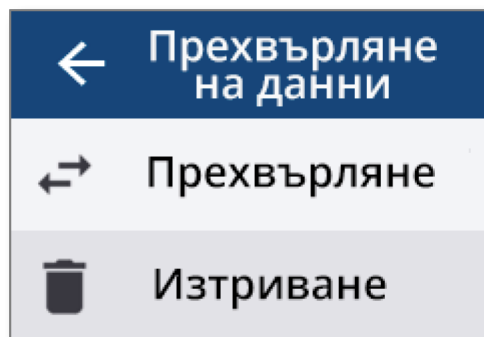 Прехвърляне
на данни
Прехвърляне
Изтриване